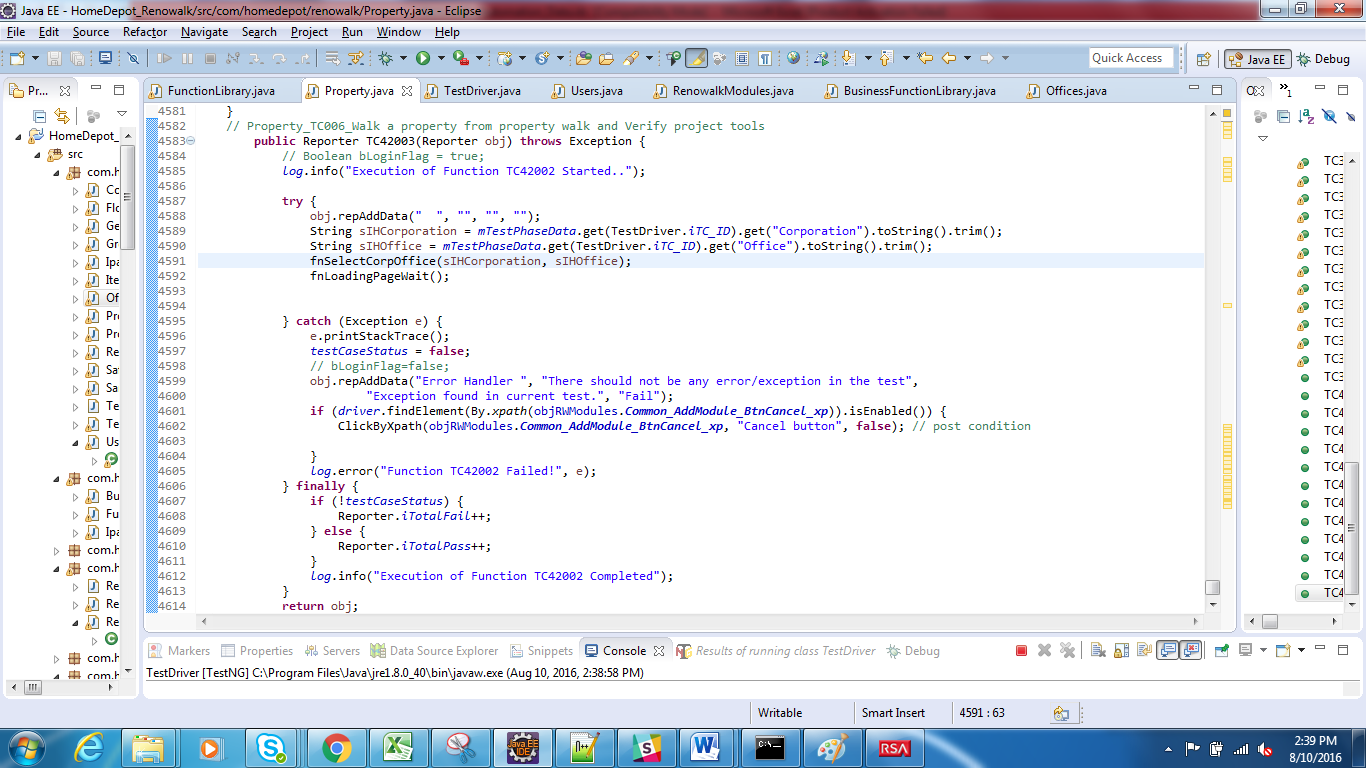 Java EE - HomeDepot_Renowalk/src/com/homedepot/renowalk/Property.java - Eclipse
File Edit Source Refactor Navigate Search Project Run Window Help
Quick Access Java EE Debug
Pr... FunctionLibrary.java Property.java TestDriver.java Users.java RenowalkModules.java BusinessFunctionLibrary.java Offices.java 1
HomeDepot_
src
com.h
Cc
Flo
Ge
Gr
Ipa
Ite
Of
Pr
Pr
Re
Sa
Sa
Te
Te
Us
com.h
Bu
Fu
Ipa
com.h
com.h
Re
Re
Re
com.h
com.h
4581 }
4582 // Property_TC006_Walk a property from property walk and Verify project tools
4583 public Reporter TC42003(Reporter obj) throws Exception {
4584 // Boolean bLoginFlag = true;
4585 log.info("Execution of Function TC42002 Started..");
4586
4587 try {
4588 obj.repAddData("  ", "", "", "");
4589 String sIHCorporation = mTestPhaseData.get(TestDriver.iTC_ID).get("Corporation").toString().trim();
4590 String sIHOffice = mTestPhaseData.get(TestDriver.iTC_ID).get("Office").toString().trim();
4591 fnSelectCorpOffice(sIHCorporation, sIHOffice);
4592 fnLoadingPageWait();
4593
4594
4595 } catch (Exception e) {
4596 e.printStackTrace();
4597 testCaseStatus = false;
4598 // bLoginFlag=false;
4599 obj.repAddData("Error Handler ", "There should not be any error/exception in the test",
4600 "Exception found in current test.", "Fail");
4601 if (driver.findElement(By.xpath(objRWModules.Common_AddModule_BtnCancel_xp)).isEnabled()) {
4602 ClickByXpath(objRWModules.Common_AddModule_BtnCancel_xp, "Cancel button", false); // post condition
4603
4604 }
4605 log.error("Function TC42002 Failed!", e);
4606 } finally {
4607 if (!testCaseStatus) {
4608 Reporter.iTotalFail++;
4609 } else {
4610 Reporter.iTotalPass++;
4611 }
4612 log.info("Execution of Function TC42002 Completed");
4613 }
4614 return obj;
TC3
TC3
TC3
TC3
TC3
TC3
TC3
TC3
TC3
TC3
TC3
TC3
TC4
TC4
TC4
TC4
TC4
TC4
TC4
TC4
TC4
TC4
TC4
TC4
TC4
Markers Properties Servers Data Source Explorer Snippets Console Results of running class TestDriver Debug
TestDriver [TestNG] C:\Program Files\Java\jre1.8.0_40\bin\javaw.exe (Aug 10, 2016, 2:38:58 PM)
Writable Smart Insert 4591 : 63
Java EE
IDE
RSA
2:39 PM
8/10/2016